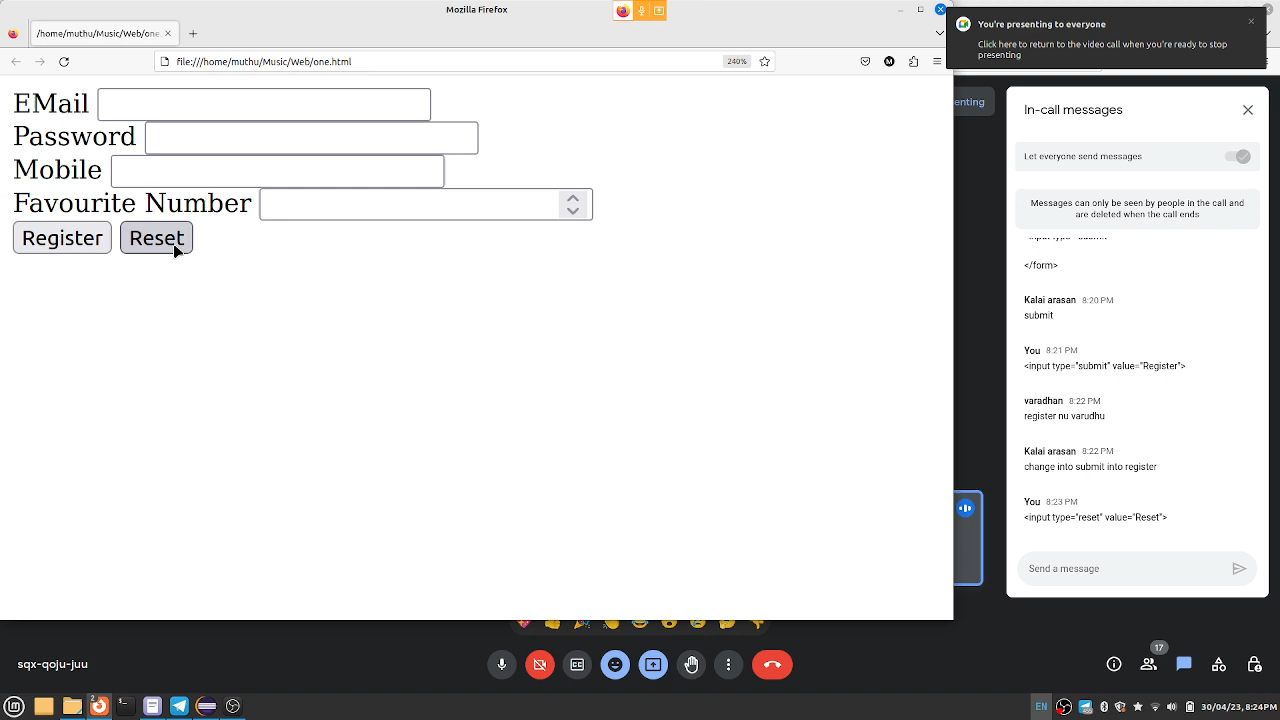 Mozilla Firefox
/home/muthu/Music/Web/one
file:///home/muthu/Music/Web/one.html
240%
EMail
Password
Mobile
Favourite Number
Register
Reset
You're presenting to everyone
Click here to return to the video call when you're ready to stop
presenting
enting
In-call messages
Let everyone send messages
Messages can only be seen by people in the call and
are deleted when the call ends
</form>
Kalai arasan 8:20 PM
submit
You 8:21 PM
<input type="submit" value="Register">
varadhan 8:22 PM
register nu varudhu
Kalai arasan 8:22 PM
change into submit into register
You 8:23 PM
<input type="reset" value="Reset">
Send a message
sqx-qoju-juu
17
2
EN
30/04/23, 8:24PM